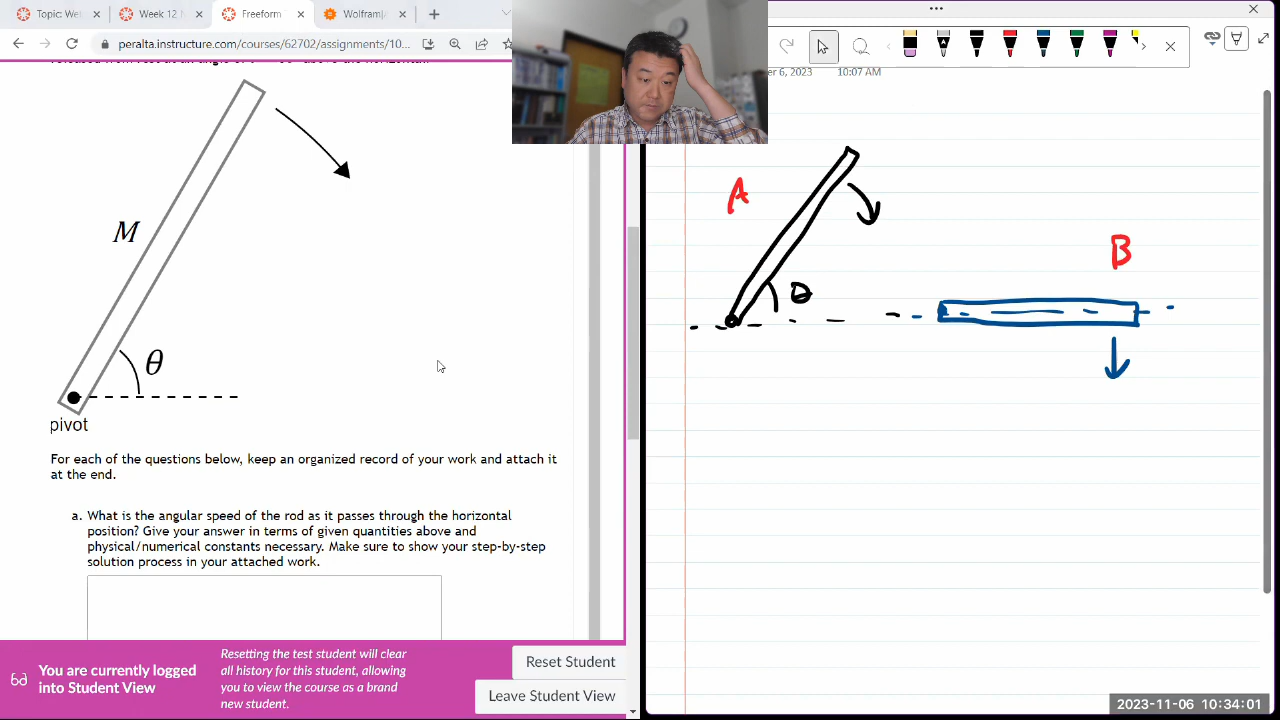 Topic: We
Week 12
Freeform
Wolframja
peralta.instructure.com/courses/62702/assignments/10...
M
θ
pivot
For each of the questions below, keep an organized record of your work and attach it
at the end.
a. What is the angular speed of the rod as it passes through the horizontal
position? Give your answer in terms of given quantities above and
physical/numerical constants necessary. Make sure to show your step-by-step
solution process in your attached work.
You are currently logged
into Student View
Resetting the test student will clear
all history for this student, allowing
you to view the course as a brand
new student.
Reset Student
Leave Student View
er 6, 2023
10:07 AM
A
θ
B
2023-11-06 10:34:01